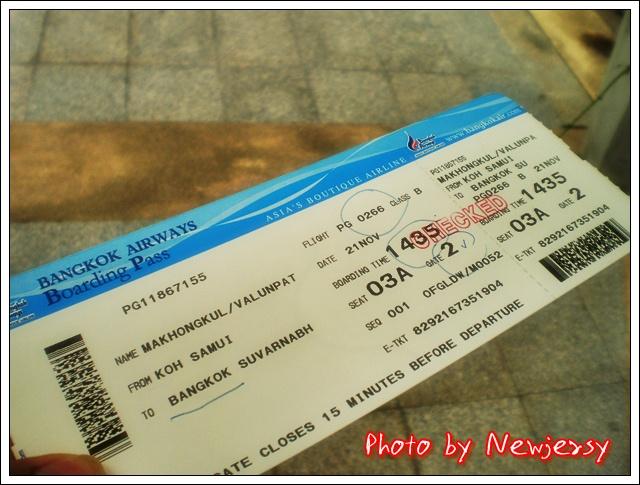 BANGKOK AIRWAYS
Boarding Pass
ASIA'S BOUTIQUE AIRLINE
www.bangkokair.com
PG11867155
NAME MAKHONGKUL/VALUNPAT
FROM KOH SAMUI
TO BANGKOK SUVARNABH
FLIGHT PG 0266 CLASS B
DATE 21NOV
BOARDING TIME 1435
SEAT 03A GATE 2
SEQ 001 OFGLDW/M0052
E-TKT 8292167351904
GATE CLOSES 15 MINUTES BEFORE DEPARTURE
CHECKED
PG11867155
MAKHONGKUL/VALUNPA
FROM KOH SAMUI
TO BANGKOK SU
PG0266 B 21NOV
BOARDING TIME 1435
SEAT 03A GATE 2
E-TKT 8292167351904
Photo by Newjersy